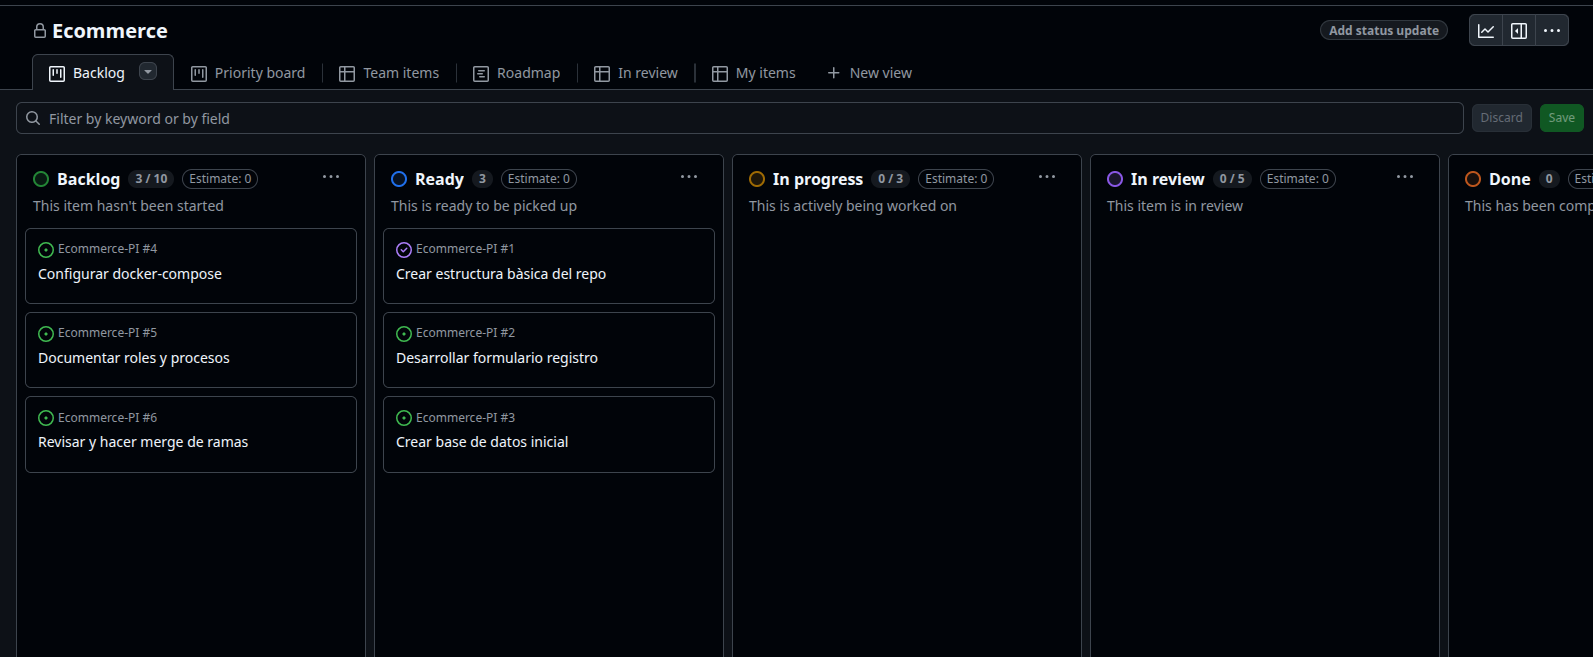 Ecommerce
Add status update
Backlog
Priority board
Team items
Roadmap
In review
My items
New view
Filter by keyword or by field
Discard
Save
Backlog 3 / 10 Estimate: 0
This item hasn't been started
Ecommerce-PI #4
Configurar docker-compose
Ecommerce-PI #5
Documentar roles y procesos
Ecommerce-PI #6
Revisar y hacer merge de ramas
Ready 3 Estimate: 0
This is ready to be picked up
Ecommerce-PI #1
Crear estructura bàsica del repo
Ecommerce-PI #2
Desarrollar formulario registro
Ecommerce-PI #3
Crear base de datos inicial
In progress 0 / 3 Estimate: 0
This is actively being worked on
In review 0 / 5 Estimate: 0
This item is in review
Done 0 Esti
This has been comp